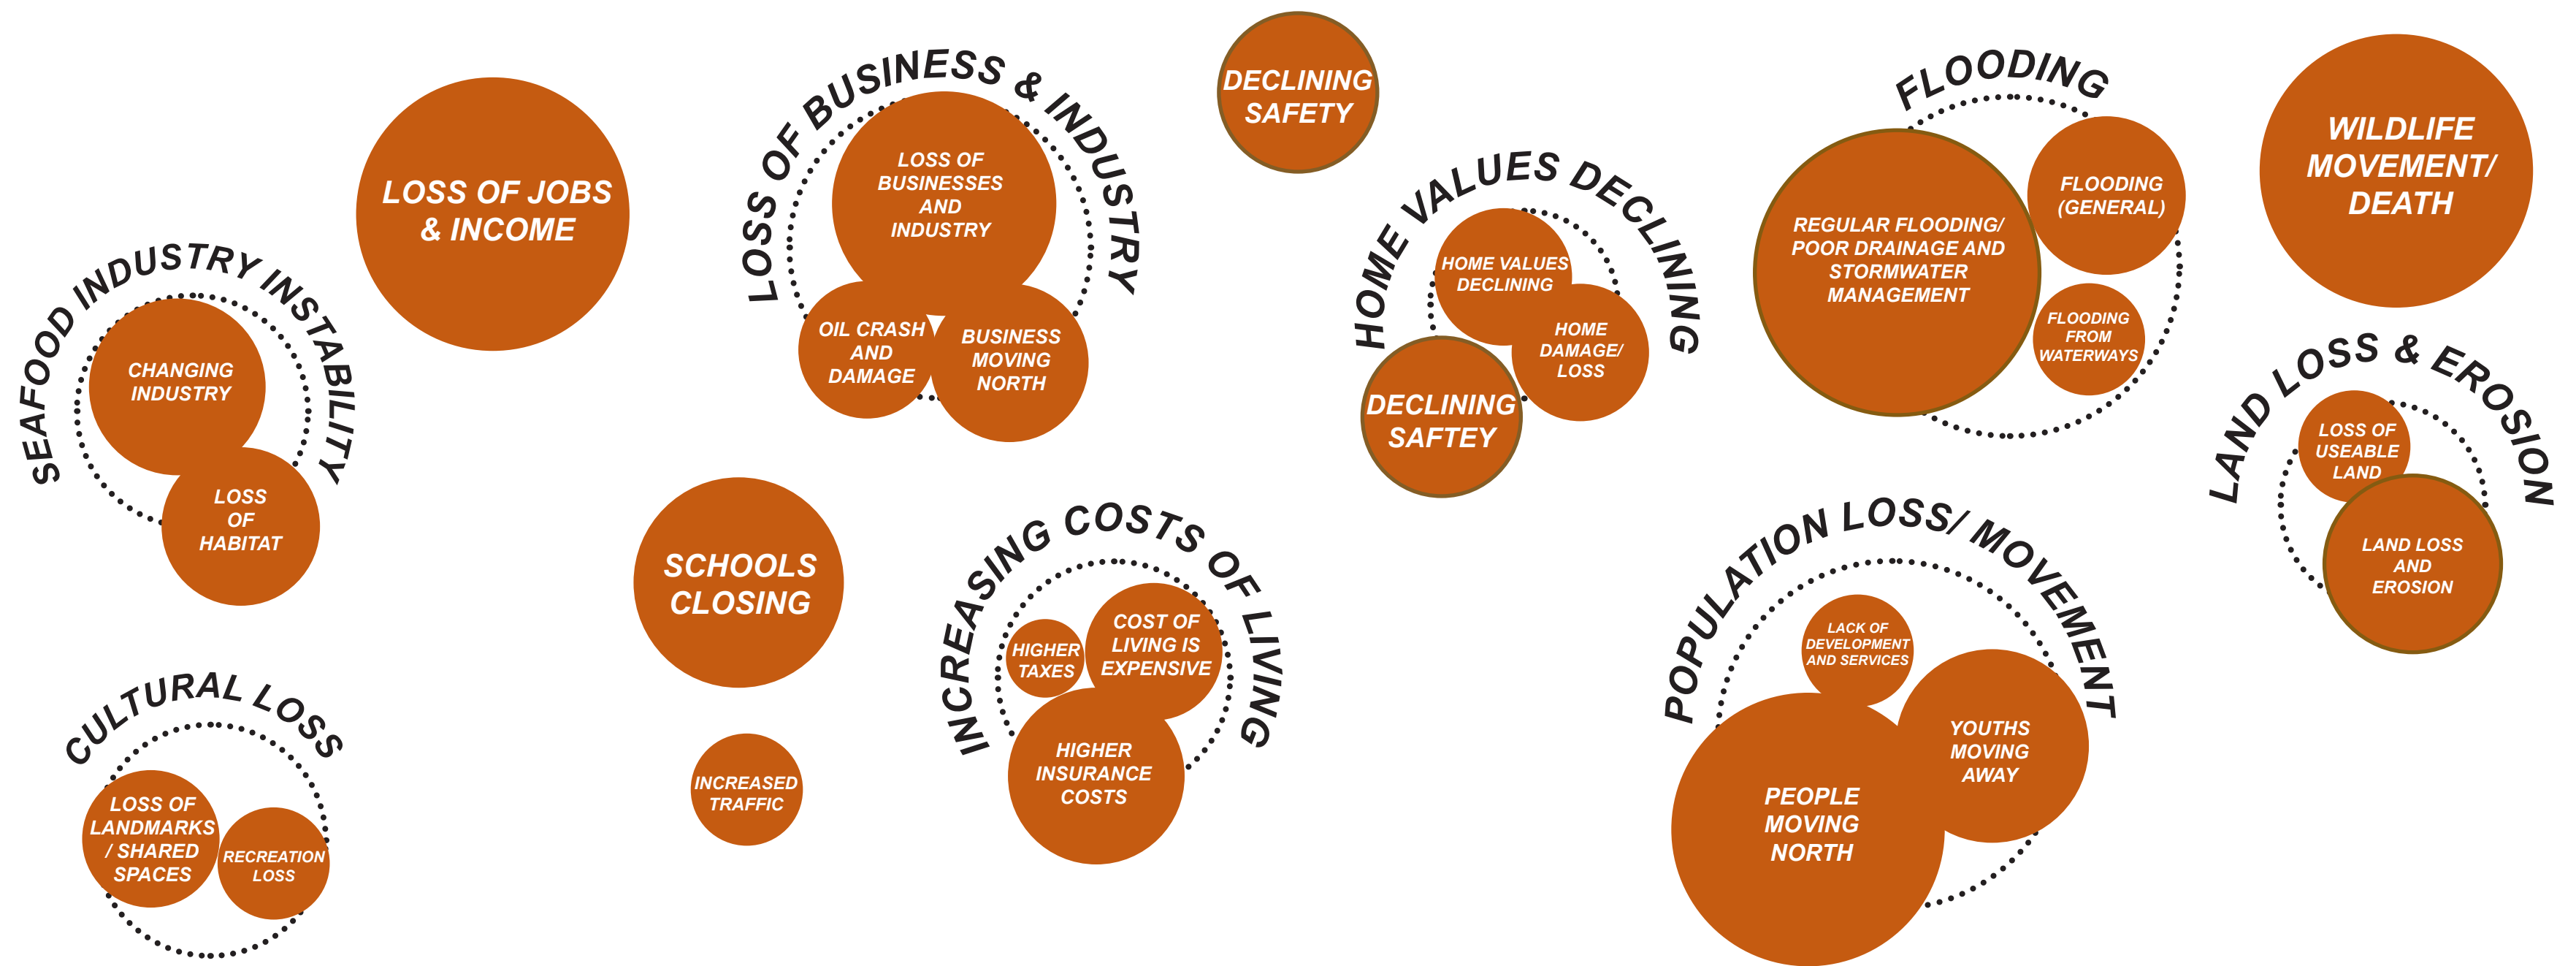 SEAFOOD INDUSTRY INSTABILITY
CHANGING
INDUSTRY
LOSS
OF
HABITAT
LOSS OF JOBS
& INCOME
CULTURAL LOSS
LOSS OF
LANDMARKS
/ SHARED
SPACES
RECREATION
LOSS
LOSS OF BUSINESS & INDUSTRY
LOSS OF
BUSINESSES
AND
INDUSTRY
OIL CRASH
AND
DAMAGE
BUSINESS
MOVING
NORTH
SCHOOLS
CLOSING
INCREASED
TRAFFIC
INCREASING COSTS OF LIVING
HIGHER
TAXES
COST OF
LIVING IS
EXPENSIVE
HIGHER
INSURANCE
COSTS
DECLINING
SAFETY
HOME VALUES DECLINING
HOME VALUES
DECLINING
HOME
DAMAGE/
LOSS
DECLINING
SAFTEY
FLOODING
REGULAR FLOODING/
POOR DRAINAGE AND
STORMWATER
MANAGEMENT
FLOODING
(GENERAL)
FLOODING
FROM
WATERWAYS
POPULATION LOSS/ MOVEMENT
LACK OF
DEVELOPMENT
AND SERVICES
YOUTHS
MOVING
AWAY
PEOPLE
MOVING
NORTH
WILDLIFE
MOVEMENT/
DEATH
LAND LOSS & EROSION
LOSS OF
USEABLE
LAND
LAND LOSS
AND
EROSION